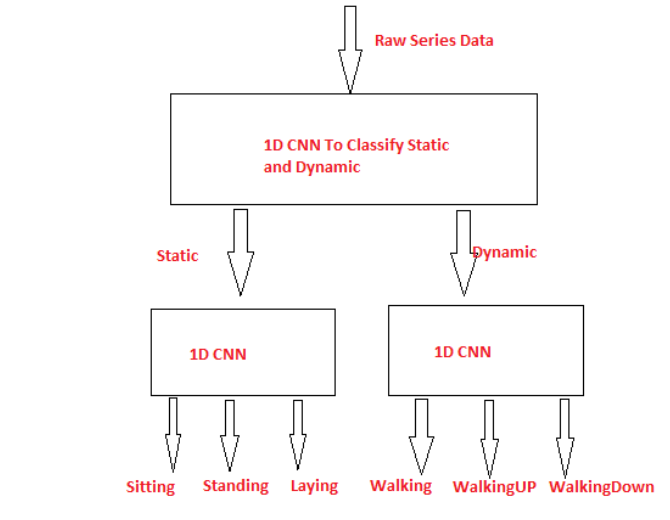 Raw Series Data
1D CNN To Classify Static
and Dynamic
Static
Dynamic
1D CNN
1D CNN
Sitting
Standing
Laying
Walking
WalkingUP
WalkingDown